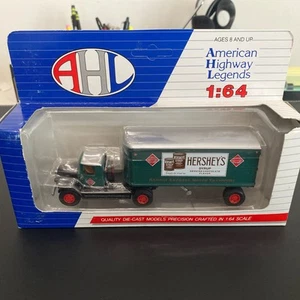 AGES 8 AND UP
AHL
American
Highway
Legends
1:64
HERSHEY'S
SYRUP
QUALITY DIE-CAST MODELS PRECISION CRAFTED IN 1:64 SCALE